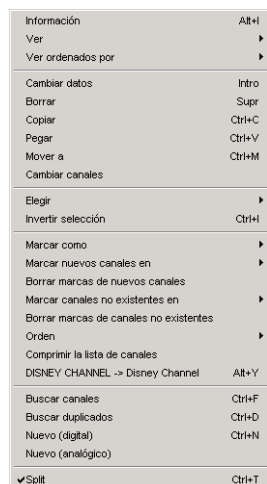 Información Alt+I
Ver
Ver ordenados por
Cambiar datos Intro
Borrar Supr
Copiar Ctrl+C
Pegar Ctrl+V
Mover a Ctrl+M
Cambiar canales
Elegir
Invertir selección Ctrl+I
Marcar como
Marcar nuevos canales en
Borrar marcas de nuevos canales
Marcar canales no existentes en
Borrar marcas de canales no existentes
Orden
Comprimir la lista de canales
DISNEY CHANNEL -> Disney Channel Alt+Y
Buscar canales Ctrl+F
Buscar duplicados Ctrl+D
Nuevo (digital) Ctrl+N
Nuevo (analógico)
Split Ctrl+T